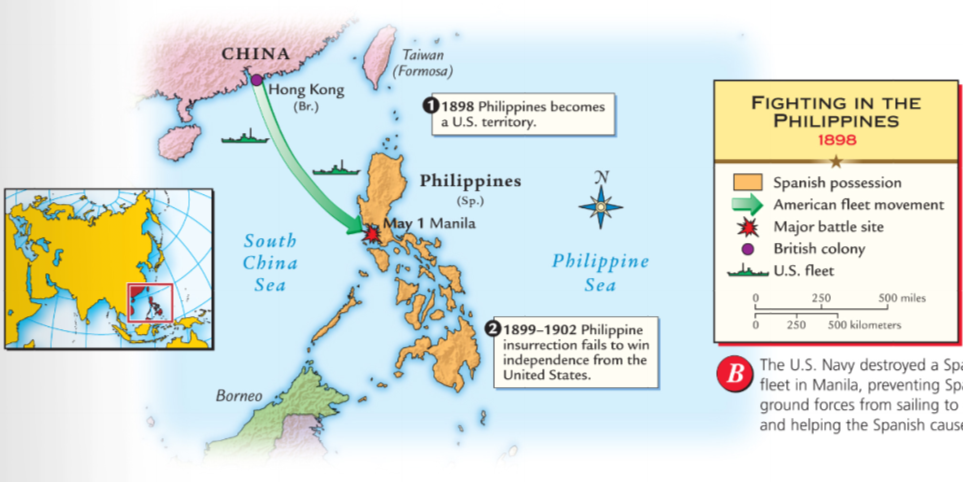 CHINA
Hong Kong
(Br.)
Taiwan
(Formosa)
1 1898 Philippines becomes
a U.S. territory.
Philippines
(Sp.)
May 1 Manila
N
South
China
Sea
Philippine
Sea
2 1899–1902 Philippine
insurrection fails to win
independence from the
United States.
Borneo
FIGHTING IN THE
PHILIPPINES
1898
Spanish possession
American fleet movement
Major battle site
British colony
U.S. fleet
0 250 500 miles
0 250 500 kilometers
B
The U.S. Navy destroyed a Spa
fleet in Manila, preventing Spa
ground forces from sailing to
and helping the Spanish cause